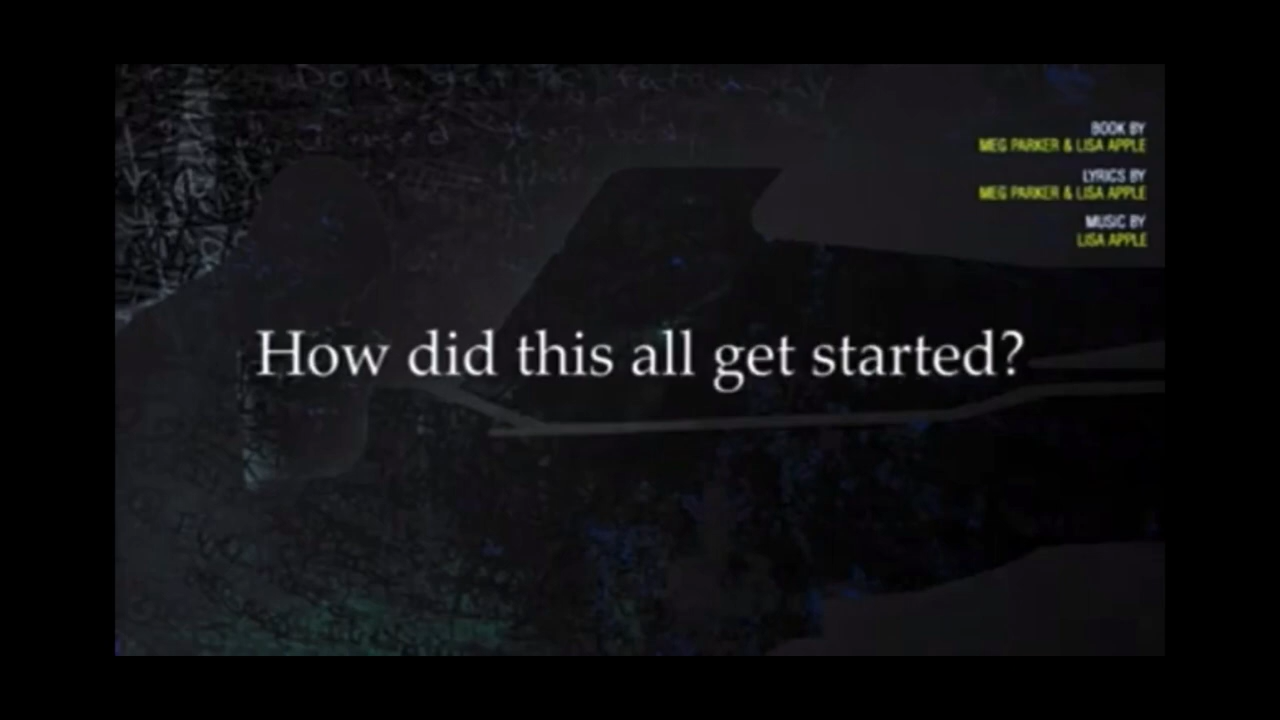 BOOK BY
MEG PARKER & LISA APPLE
LYRICS BY
MEG PARKER & LISA APPLE
MUSIC BY
LISA APPLE
How did this all get started?